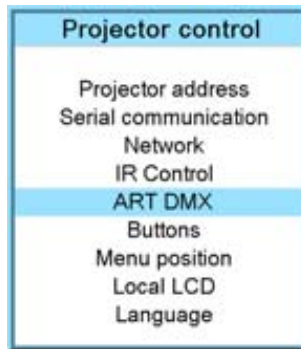 Projector control
Projector address
Serial communication
Network
IR Control
ART DMX
Buttons
Menu position
Local LCD
Language